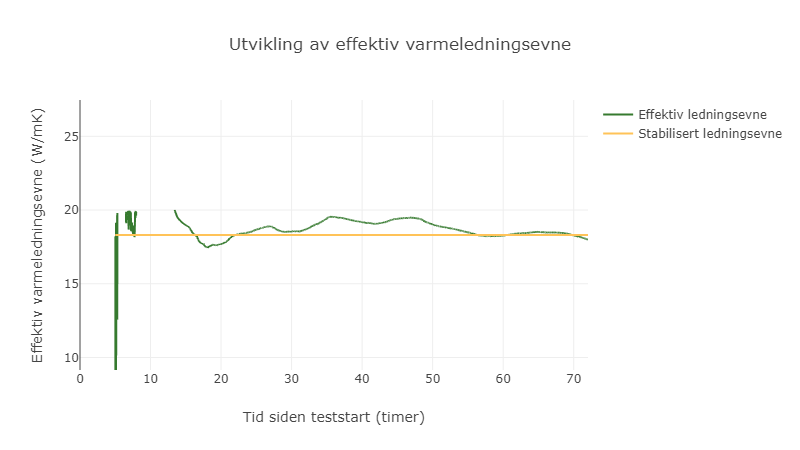 Utvikling av effektiv varmeledningsevne
Effektiv varmeledningsevne (W/mK)
25
20
15
10
0 10 20 30 40 50 60 70
Tid siden teststart (timer)
Effektiv ledningsevne
Stabilisert ledningsevne